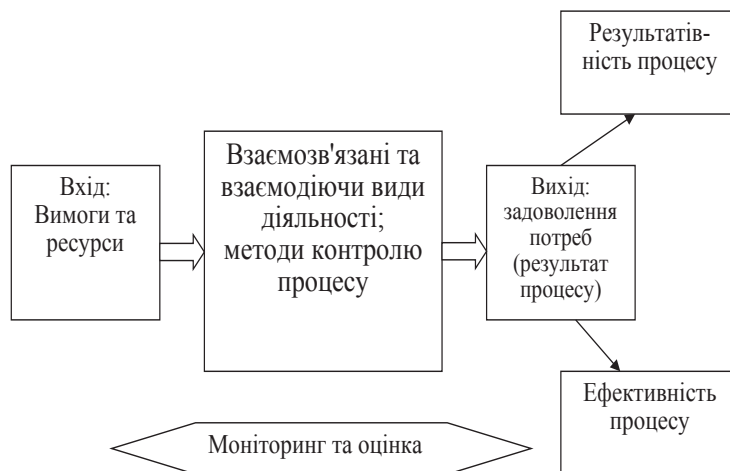 Результатів-
ність процесу
Вхід:
Вимоги та
ресурси
Взаємозв'язані та
взаємодіючи види
діяльності;
методи контролю
процесу
Вихід:
задоволення
потреб
(результат
процесу)
Ефективність
процесу
Моніторинг та оцінка